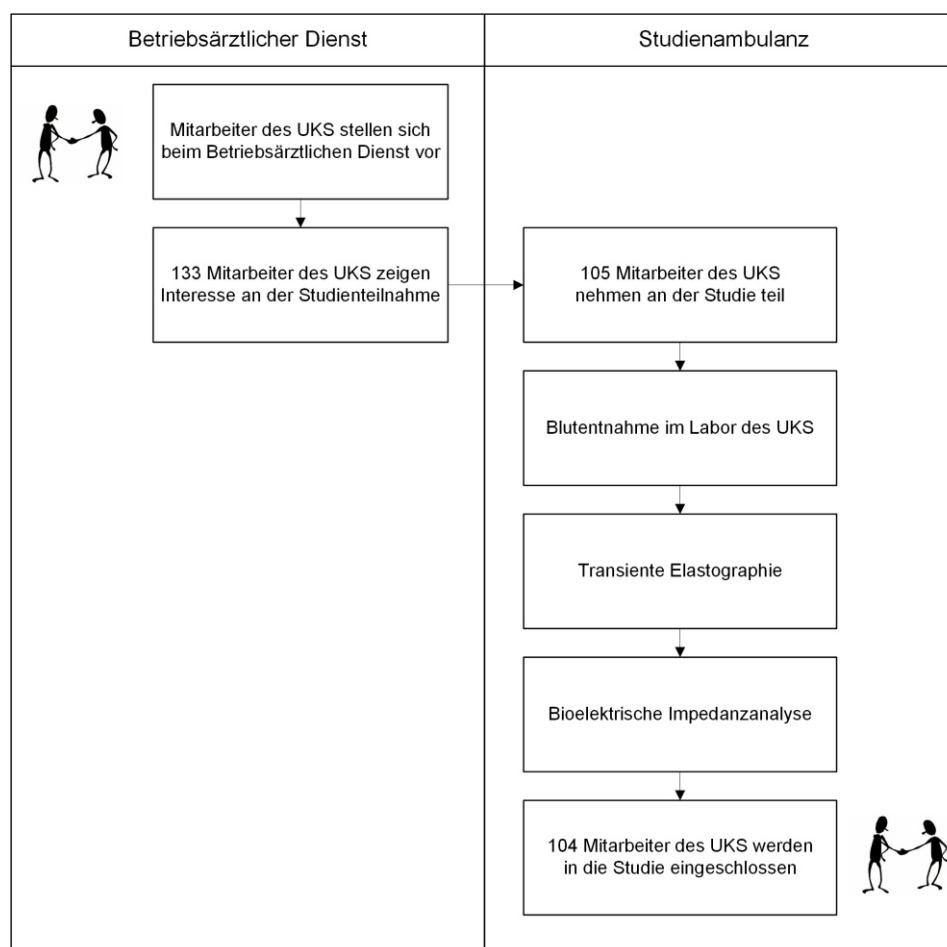 Betriebsärztlicher Dienst
Studienambulanz
Mitarbeiter des UKS stellen sich
beim Betriebsärztlichen Dienst vor
133 Mitarbeiter des UKS zeigen
Interesse an der Studienteilnahme
105 Mitarbeiter des UKS
nehmen an der Studie teil
Blutentnahme im Labor des UKS
Transiente Elastographie
Bioelektrische Impedanzanalyse
104 Mitarbeiter des UKS werden
in die Studie eingeschlossen